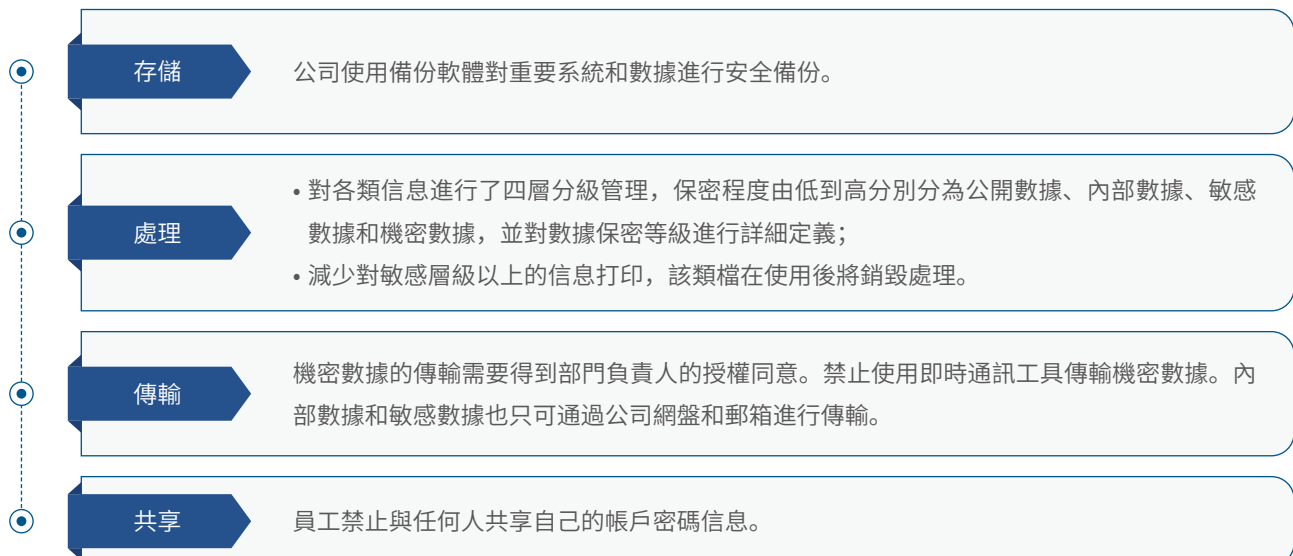 存儲
公司使用備份軟體對重要系統和數據進行安全備份。
處理
• 對各類信息進行了四層分級管理，保密程度由低到高分別分為公開數據、內部數據、敏感
數據和機密數據，並對數據保密等級進行詳細定義；
• 減少對敏感層級以上的信息打印，該類檔在使用後將銷毀處理。
傳輸
機密數據的傳輸需要得到部門負責人的授權同意。禁止使用即時通訊工具傳輸機密數據。內
部數據和敏感數據也只可通過公司網盤和郵箱進行傳輸。
共享
員工禁止與任何人共享自己的帳戶密碼信息。